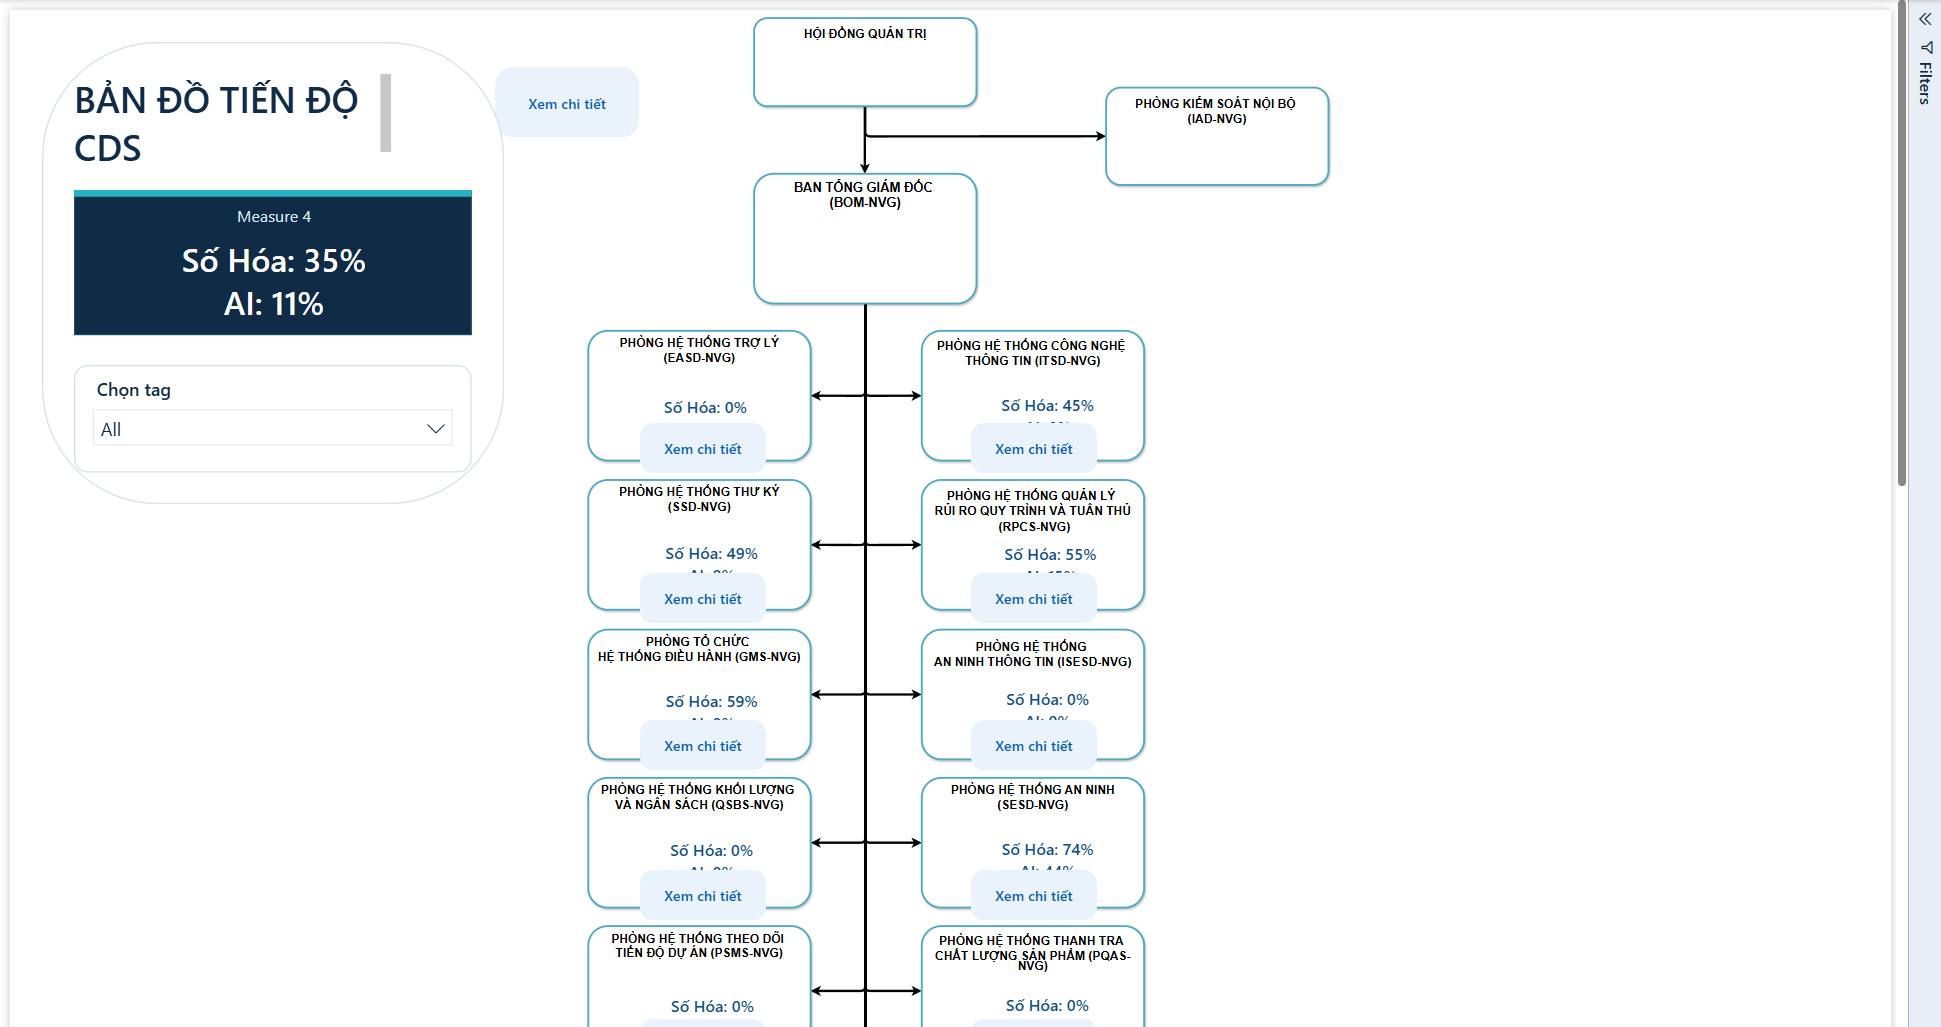 BẢN ĐỒ TIẾN ĐỘ
CDS
Measure 4
Số Hóa: 35%
AI: 11%
Chọn tag
All
Xem chi tiết
HỘI ĐỒNG QUẢN TRỊ
PHÒNG KIỂM SOÁT NỘI BỘ
(IAD-NVG)
BAN TỔNG GIÁM ĐỐC
(BOM-NVG)
PHÒNG HỆ THỐNG TRỢ LÝ
(EASD-NVG)
Số Hóa: 0%
Xem chi tiết
PHÒNG HỆ THỐNG CÔNG NGHỆ
THÔNG TIN (ITSD-NVG)
Số Hóa: 45%
Xem chi tiết
PHÒNG HỆ THỐNG THƯ KÝ
(SSD-NVG)
Số Hóa: 49%
Xem chi tiết
PHÒNG HỆ THỐNG QUẢN LÝ
RỦI RO QUY TRÌNH VÀ TUÂN THỦ
(RPCS-NVG)
Số Hóa: 55%
Xem chi tiết
PHÒNG TỔ CHỨC
HỆ THỐNG ĐIỀU HÀNH (GMS-NVG)
Số Hóa: 59%
Xem chi tiết
PHÒNG HỆ THỐNG
AN NINH THÔNG TIN (ISESD-NVG)
Số Hóa: 0%
Xem chi tiết
PHÒNG HỆ THỐNG KHỐI LƯỢNG
VÀ NGÂN SÁCH (QSBS-NVG)
Số Hóa: 0%
Xem chi tiết
PHÒNG HỆ THỐNG AN NINH
(SESD-NVG)
Số Hóa: 74%
Xem chi tiết
PHÒNG HỆ THỐNG THEO DÕI
TIẾN ĐỘ DỰ ÁN (PSMS-NVG)
Số Hóa: 0%
PHÒNG HỆ THỐNG THANH TRA
CHẤT LƯỢNG SẢN PHẨM (PQAS-
NVG)
Số Hóa: 0%
Filters